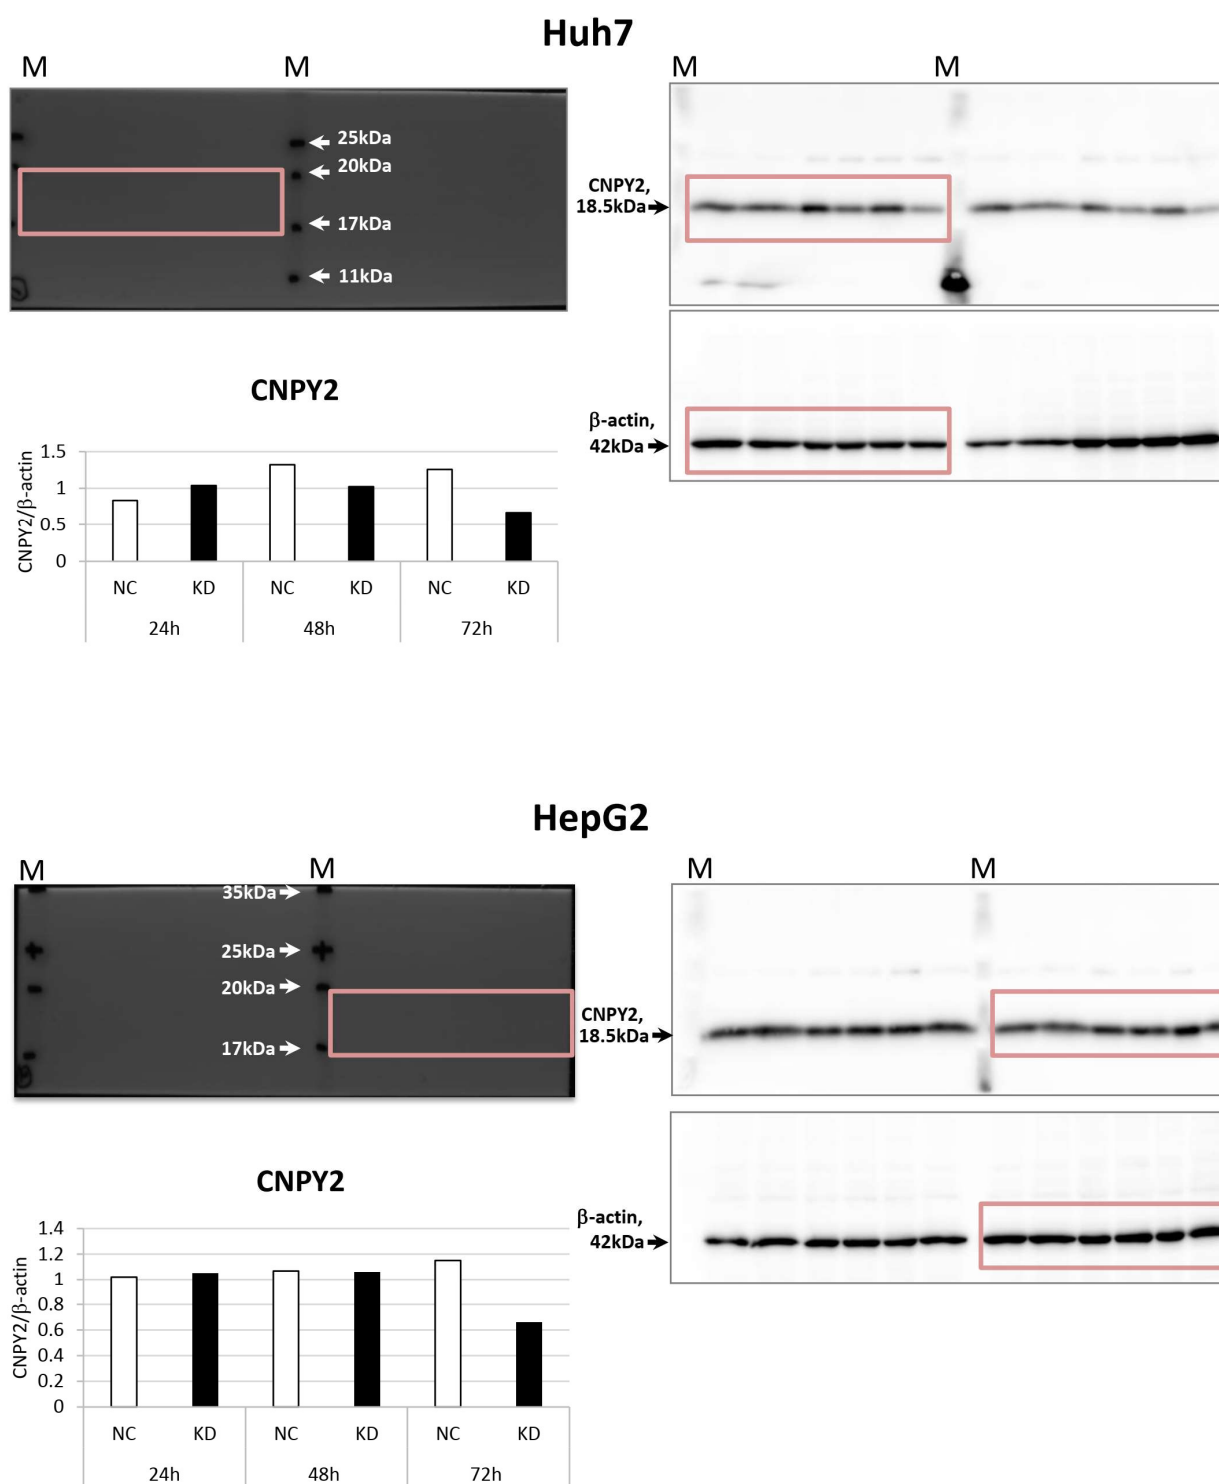 Huh7
M M M M
25kDa
20kDa
17kDa
11kDa
CNPY2,
18.5kDa
β-actin,
42kDa
CNPY2
CNPY2/β-actin
1.5
1
0.5
0
NC KD NC KD NC KD
24h 48h 72h
HepG2
M M M M
35kDa
25kDa
20kDa
17kDa
CNPY2,
18.5kDa
β-actin,
42kDa
CNPY2
CNPY2/β-actin
1.4
1.2
1
0.8
0.6
0.4
0.2
0
NC KD NC KD NC KD
24h 48h 72h